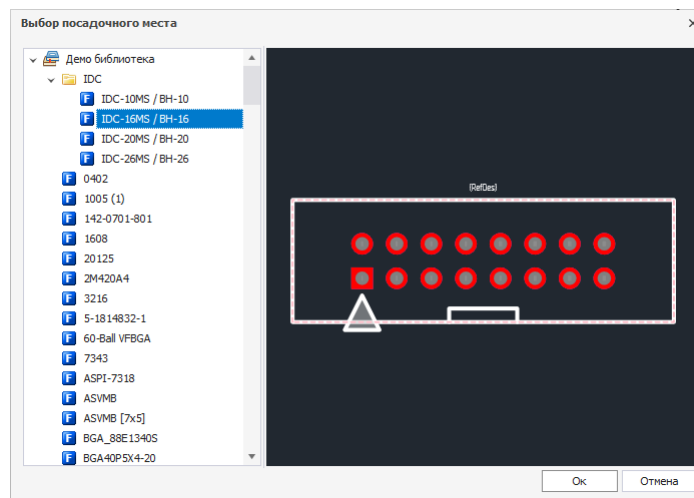 Выбор посадочного места
Демо библиотека
IDC
IDC-10MS / BH-10
IDC-16MS / BH-16
IDC-20MS / BH-20
IDC-26MS / BH-26
0402
1005 (1)
142-0701-801
1608
20125
2M420A4
3216
5-1814832-1
60-Ball VFBGA
7343
ASPI-7318
ASVMB
ASVMB [7x5]
BGA_88E1340S
BGA40P5X4-20
{RefDes}
Ок
Отмена